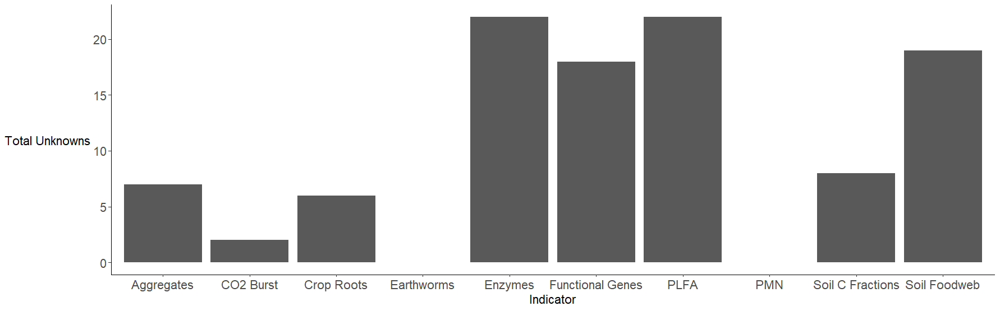 20
15
Total Unknowns
10
5
0
Aggregates CO2 Burst Crop Roots Earthworms Enzymes Functional Genes PLFA PMN Soil C Fractions Soil Foodweb
Indicator